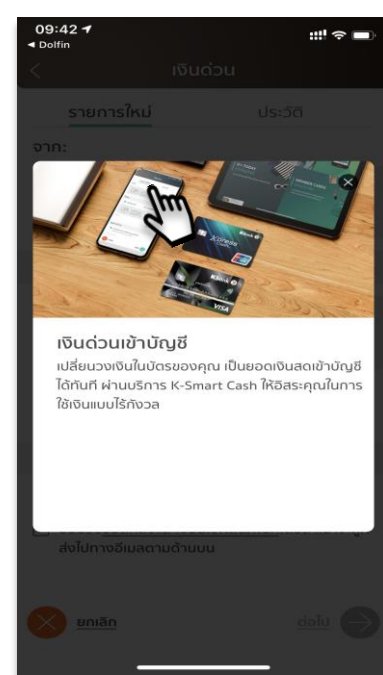 09:42
◄ Dolfin
เงินด่วน
รายการใหม่ ประวัติ
จาก:
เงินด่วนเข้าบัญชี
เปลี่ยนวงเงินในบัตรของคุณ เป็นยอดเงินสดเข้าบัญชี
ได้ทันที ผ่านบริการ K-Smart Cash ให้อิสระคุณในการ
ใช้เงินแบบไร้กังวล
ส่งไปทางอีเมลตามด้านบน
ยกเลิก ต่อไป